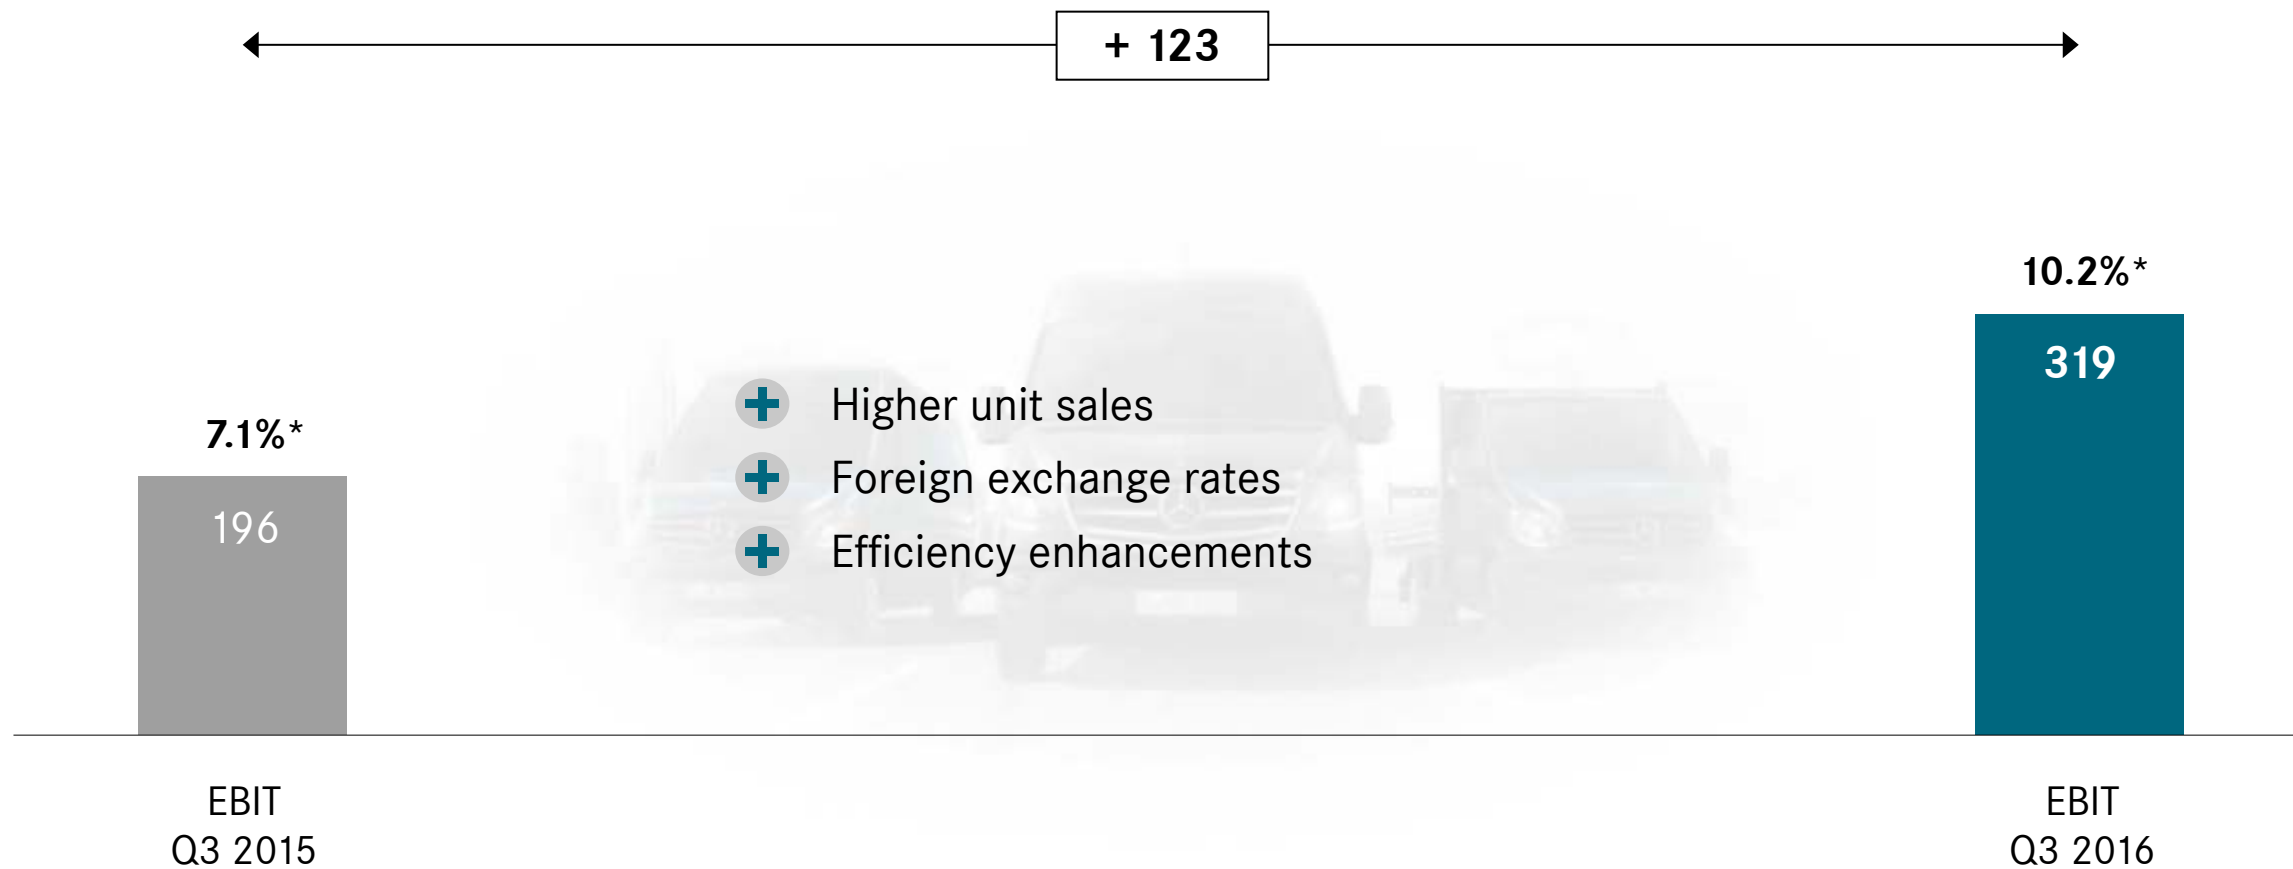 + 123
10.2%*
319
7.1%*
196
Higher unit sales
Foreign exchange rates
Efficiency enhancements
EBIT
Q3 2015
EBIT
Q3 2016